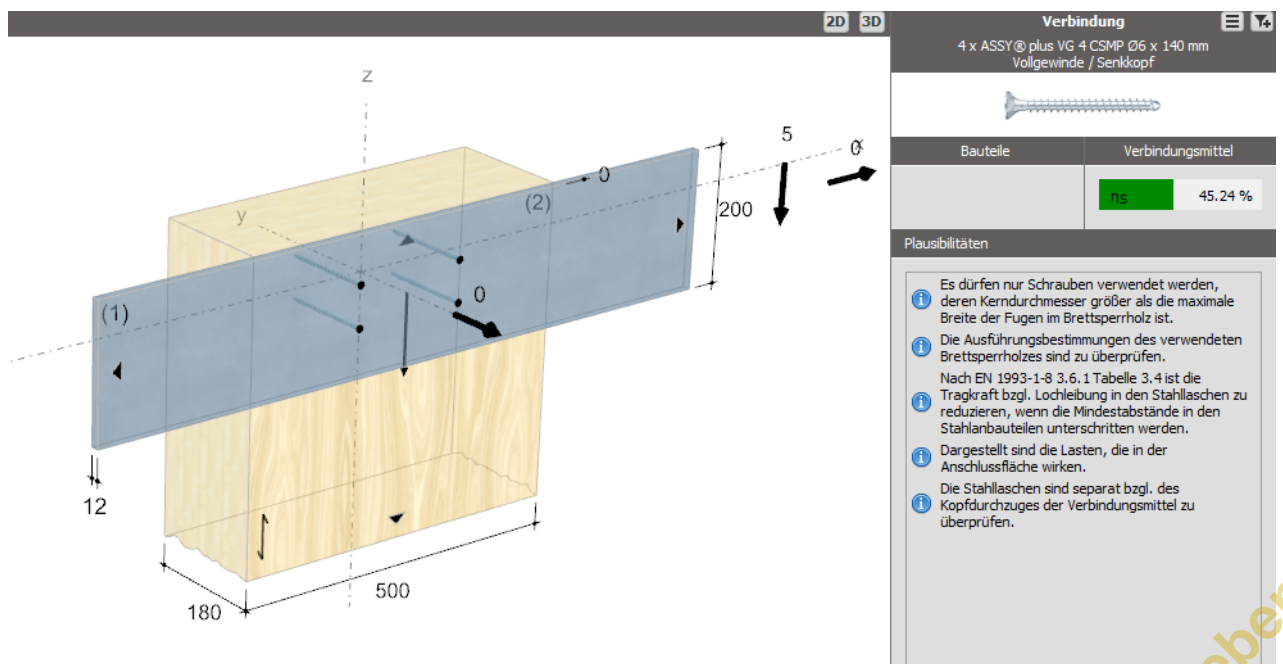 2D 3D
Verbindung
4 x ASSY® plus VG 4 CSMP Ø6 x 140 mm
Vollgewinde / Senkkopf
Bauteile Verbindungsmittel
ηs 45.24 %
Plausibilitäten
Es dürfen nur Schrauben verwendet werden,
deren Kerndurchmesser größer als die maximale
Breite der Fugen im Brettsperrholz ist.
Die Ausführungsbestimmungen des verwendeten
Brettsperrholzes sind zu überprüfen.
Nach EN 1993-1-8 3.6.1 Tabelle 3.4 ist die
Tragkraft bzgl. Lochleibung in den Stahllaschen zu
reduzieren, wenn die Mindestabstände in den
Stahlanbauteilen unterschritten werden.
Dargestellt sind die Lasten, die in der
Anschlussfläche wirken.
Die Stahllaschen sind separat bzgl. des
Kopfdurchzuges der Verbindungsmittel zu
überprüfen.
z
5
0
x
0
(2)
200
y
0
(1)
12
500
180